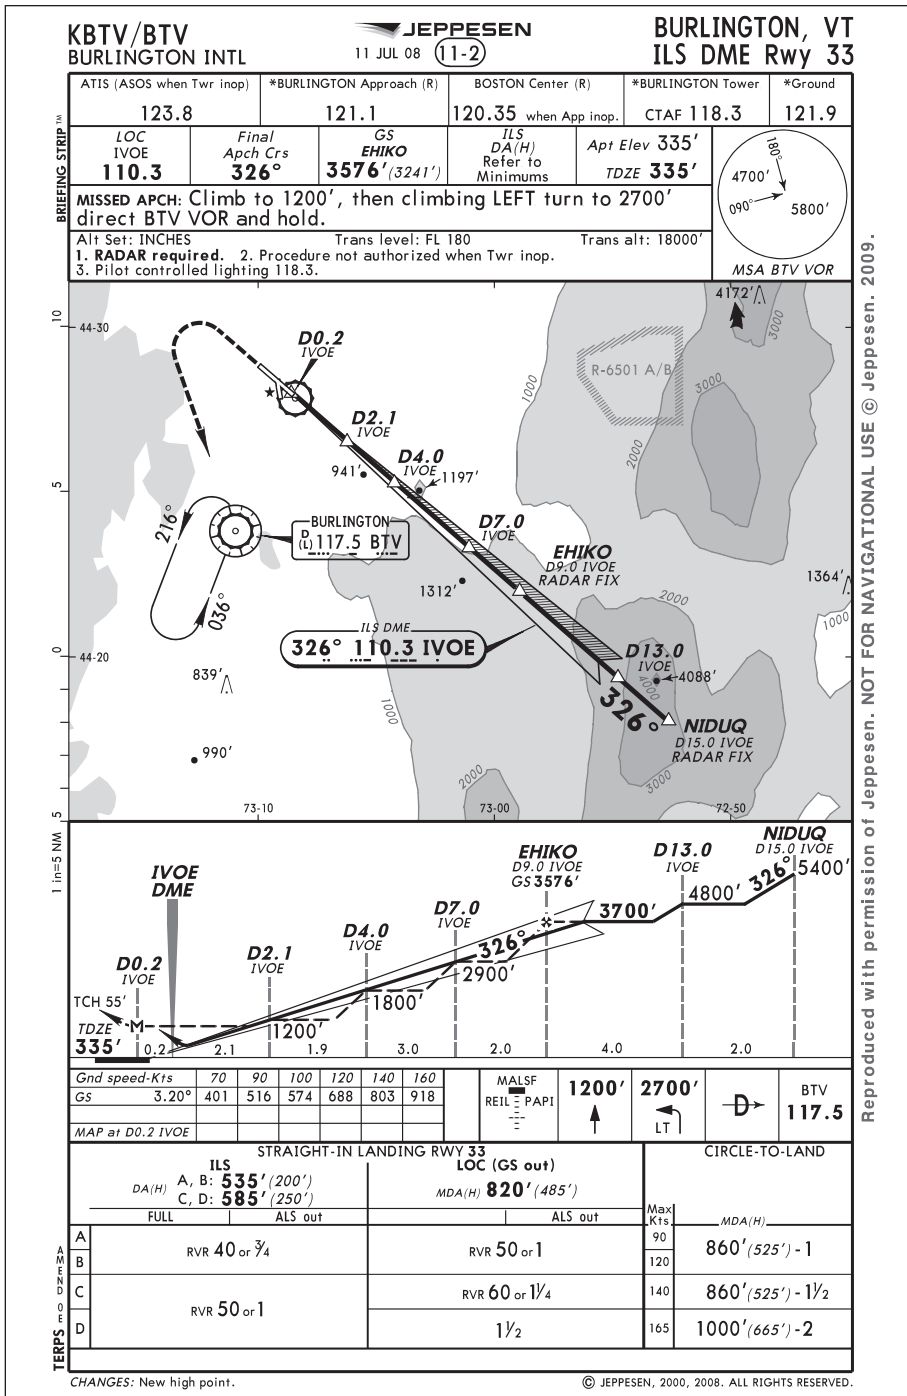 KBTV/BTV
BURLINGTON INTL
JEPPESEN
11 JUL 08 11-2
BURLINGTON, VT
ILS DME Rwy 33
BRIEFING STRIP™
ATIS (ASOS when Twr inop)
123.8
*BURLINGTON Approach (R)
121.1
BOSTON Center (R)
120.35 when App inop.
*BURLINGTON Tower
CTAF 118.3
*Ground
121.9
LOC
IVOE
110.3
Final
Apch Crs
326°
GS
EHIKO
3576' (3241')
ILS
DA(H)
Refer to
Minimums
Apt Elev 335'
TDZE 335'
MISSED APCH: Climb to 1200', then climbing LEFT turn to 2700'
direct BTV VOR and hold.
Alt Set: INCHES Trans level: FL 180 Trans alt: 18000'
1. RADAR required. 2. Procedure not authorized when Twr inop.
3. Pilot controlled lighting 118.3.
180°
4700'
090°
5800'
MSA BTV VOR
10
44-30
4172'
3000
D0.2
IVOE
R-6501 A/B
1000
3000
2000
D2.1
IVOE
D4.0
IVOE
941'
1197'
5
216°
BURLINGTON
D
(L) 117.5 BTV
D7.0
IVOE
EHIKO
D9.0 IVOE
RADAR FIX
1364'
1312'
2000
1000
036°
ILS DME
326° 110.3 IVOE
0
44-20
D13.0
IVOE
839'
4088'
4000
1000
326°
NIDUQ
D15.0 IVOE
RADAR FIX
990'
2000
3000
5
73-10
73-00
72-50
1 in=5 NM
NIDUQ
D15.0 IVOE
EHIKO
D9.0 IVOE
GS 3576'
D13.0
IVOE
326°
5400'
IVOE
DME
4800'
D7.0
IVOE
3700'
D4.0
IVOE
326°
D2.1
IVOE
2900'
D0.2
IVOE
1800'
TCH 55'
M
1200'
TDZE
335'
0.2 2.1 1.9 3.0 2.0 4.0 2.0
Gnd speed-Kts 70 90 100 120 140 160
GS 3.20° 401 516 574 688 803 918
MAP at D0.2 IVOE
MALSF
REIL PAPI
1200'
2700'
LT
D
BTV
117.5
STRAIGHT-IN LANDING RWY 33
CIRCLE-TO-LAND
ILS
DA(H) A, B: 535' (200')
C, D: 585' (250')
LOC (GS out)
MDA(H) 820' (485')
FULL ALS out
ALS out
Max
Kts.
MDA(H)
A
B
C
D
RVR 40 or 3/4
RVR 50 or 1
RVR 50 or 1
RVR 60 or 1 1/4
1 1/2
90
120
140
165
860' (525') - 1
860' (525') - 1 1/2
1000' (665') - 2
TERPS AMEND 0E
CHANGES: New high point.
© JEPPESEN, 2000, 2008. ALL RIGHTS RESERVED.
Reproduced with permission of Jeppesen. NOT FOR NAVIGATIONAL USE © Jeppesen. 2009.